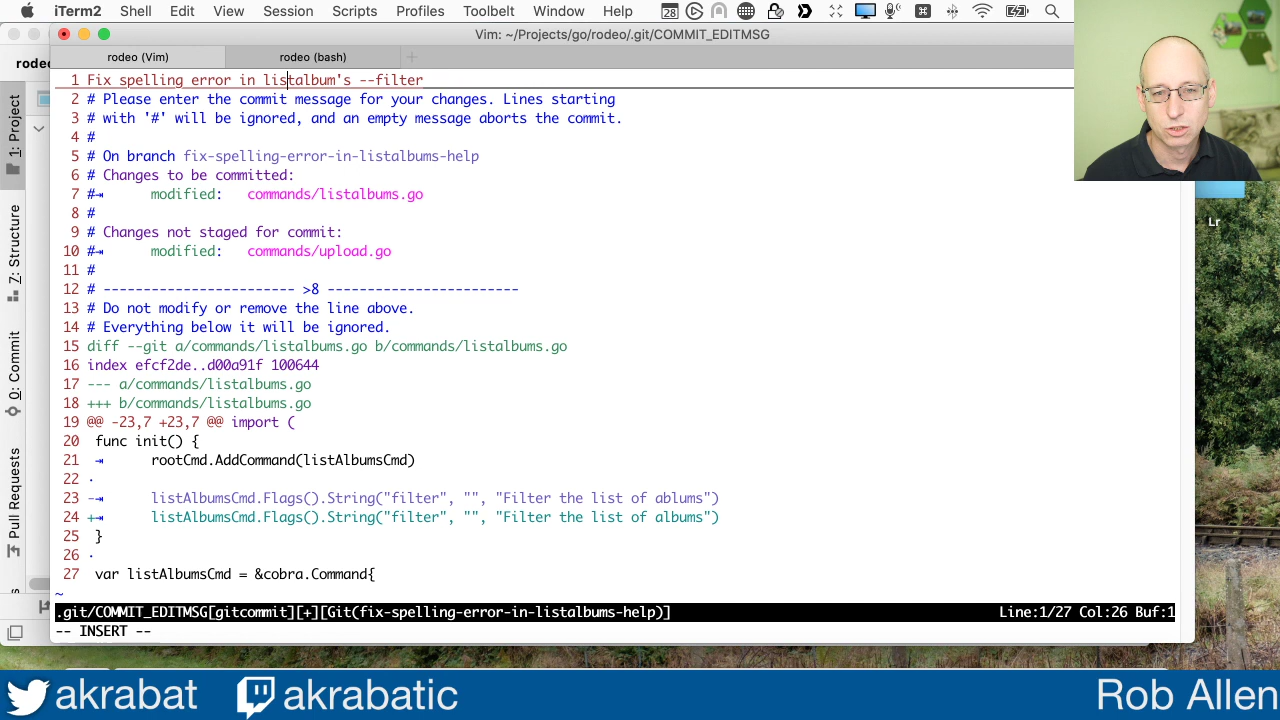 iTerm2 Shell Edit View Session Scripts Profiles Toolbelt Window Help 28
Vim: ~/Projects/go/rodeo/.git/COMMIT_EDITMSG
rodeo (Vim) rodeo (bash) +
1 Fix spelling error in listalbum's --filter
2 # Please enter the commit message for your changes. Lines starting
3 # with '#' will be ignored, and an empty message aborts the commit.
4 #
5 # On branch fix-spelling-error-in-listalbums-help
6 # Changes to be committed:
7 #⇥ modified: commands/listalbums.go
8 #
9 # Changes not staged for commit:
10 #⇥ modified: commands/upload.go
11 #
12 # ------------------------ >8 ------------------------
13 # Do not modify or remove the line above.
14 # Everything below it will be ignored.
15 diff --git a/commands/listalbums.go b/commands/listalbums.go
16 index efcf2de..d00a91f 100644
17 --- a/commands/listalbums.go
18 +++ b/commands/listalbums.go
19 @@ -23,7 +23,7 @@ import (
20 func init() {
21 ⇥ rootCmd.AddCommand(listAlbumsCmd)
22 ·
23 -⇥ listAlbumsCmd.Flags().String("filter", "", "Filter the list of ablums")
24 +⇥ listAlbumsCmd.Flags().String("filter", "", "Filter the list of albums")
25 }
26 ·
27 var listAlbumsCmd = &cobra.Command{
~
.git/COMMIT_EDITMSG[gitcommit][+][Git(fix-spelling-error-in-listalbums-help)] Line:1/27 Col:26 Buf:1
-- INSERT --
1: Project
7: Structure
0: Commit
Pull Requests
Lr
akrabat akrabatic Rob Allen